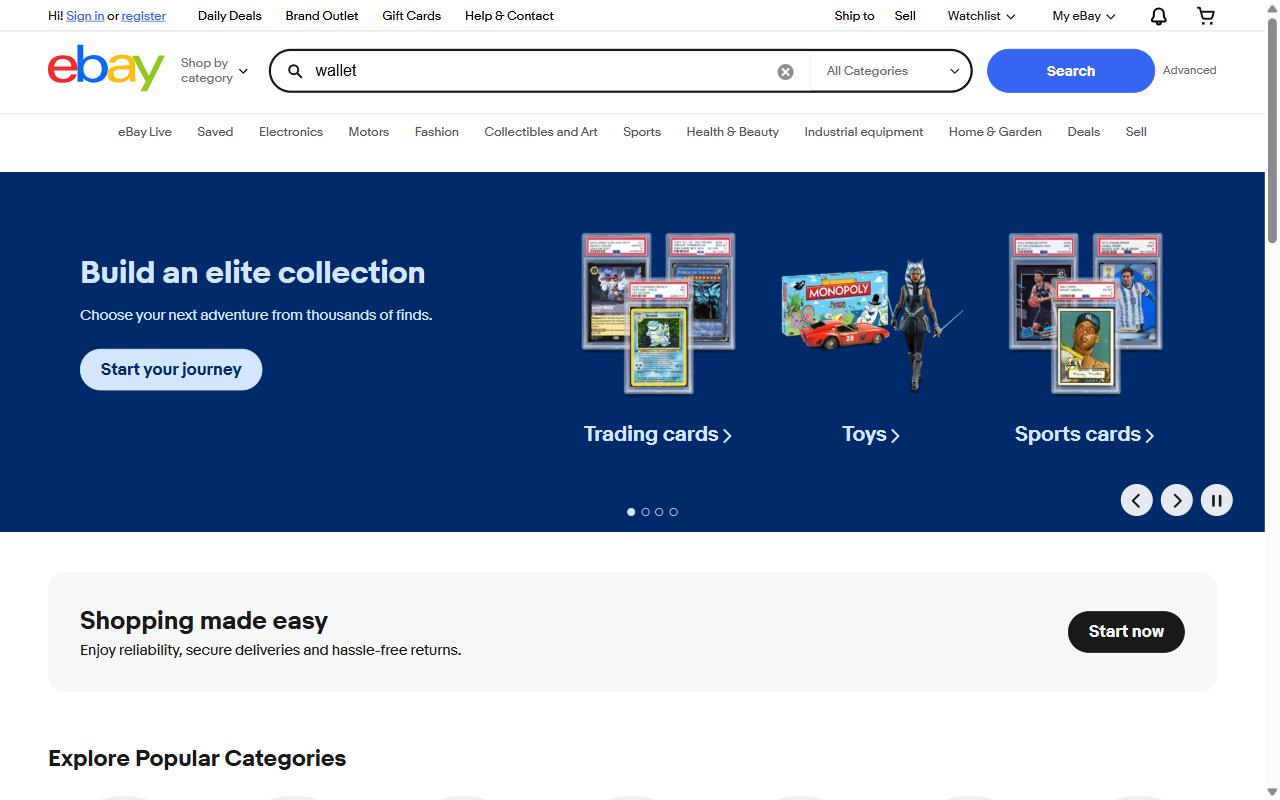 Hi! Sign in or register
Daily Deals
Brand Outlet
Gift Cards
Help & Contact
Ship to
Sell
Watchlist
My eBay
ebay
Shop by
category
wallet
All Categories
Search
Advanced
eBay Live
Saved
Electronics
Motors
Fashion
Collectibles and Art
Sports
Health & Beauty
Industrial equipment
Home & Garden
Deals
Sell
Build an elite collection
Choose your next adventure from thousands of finds.
Start your journey
MONOPOLY
Trading cards
Toys
Sports cards
Shopping made easy
Enjoy reliability, secure deliveries and hassle-free returns.
Start now
Explore Popular Categories